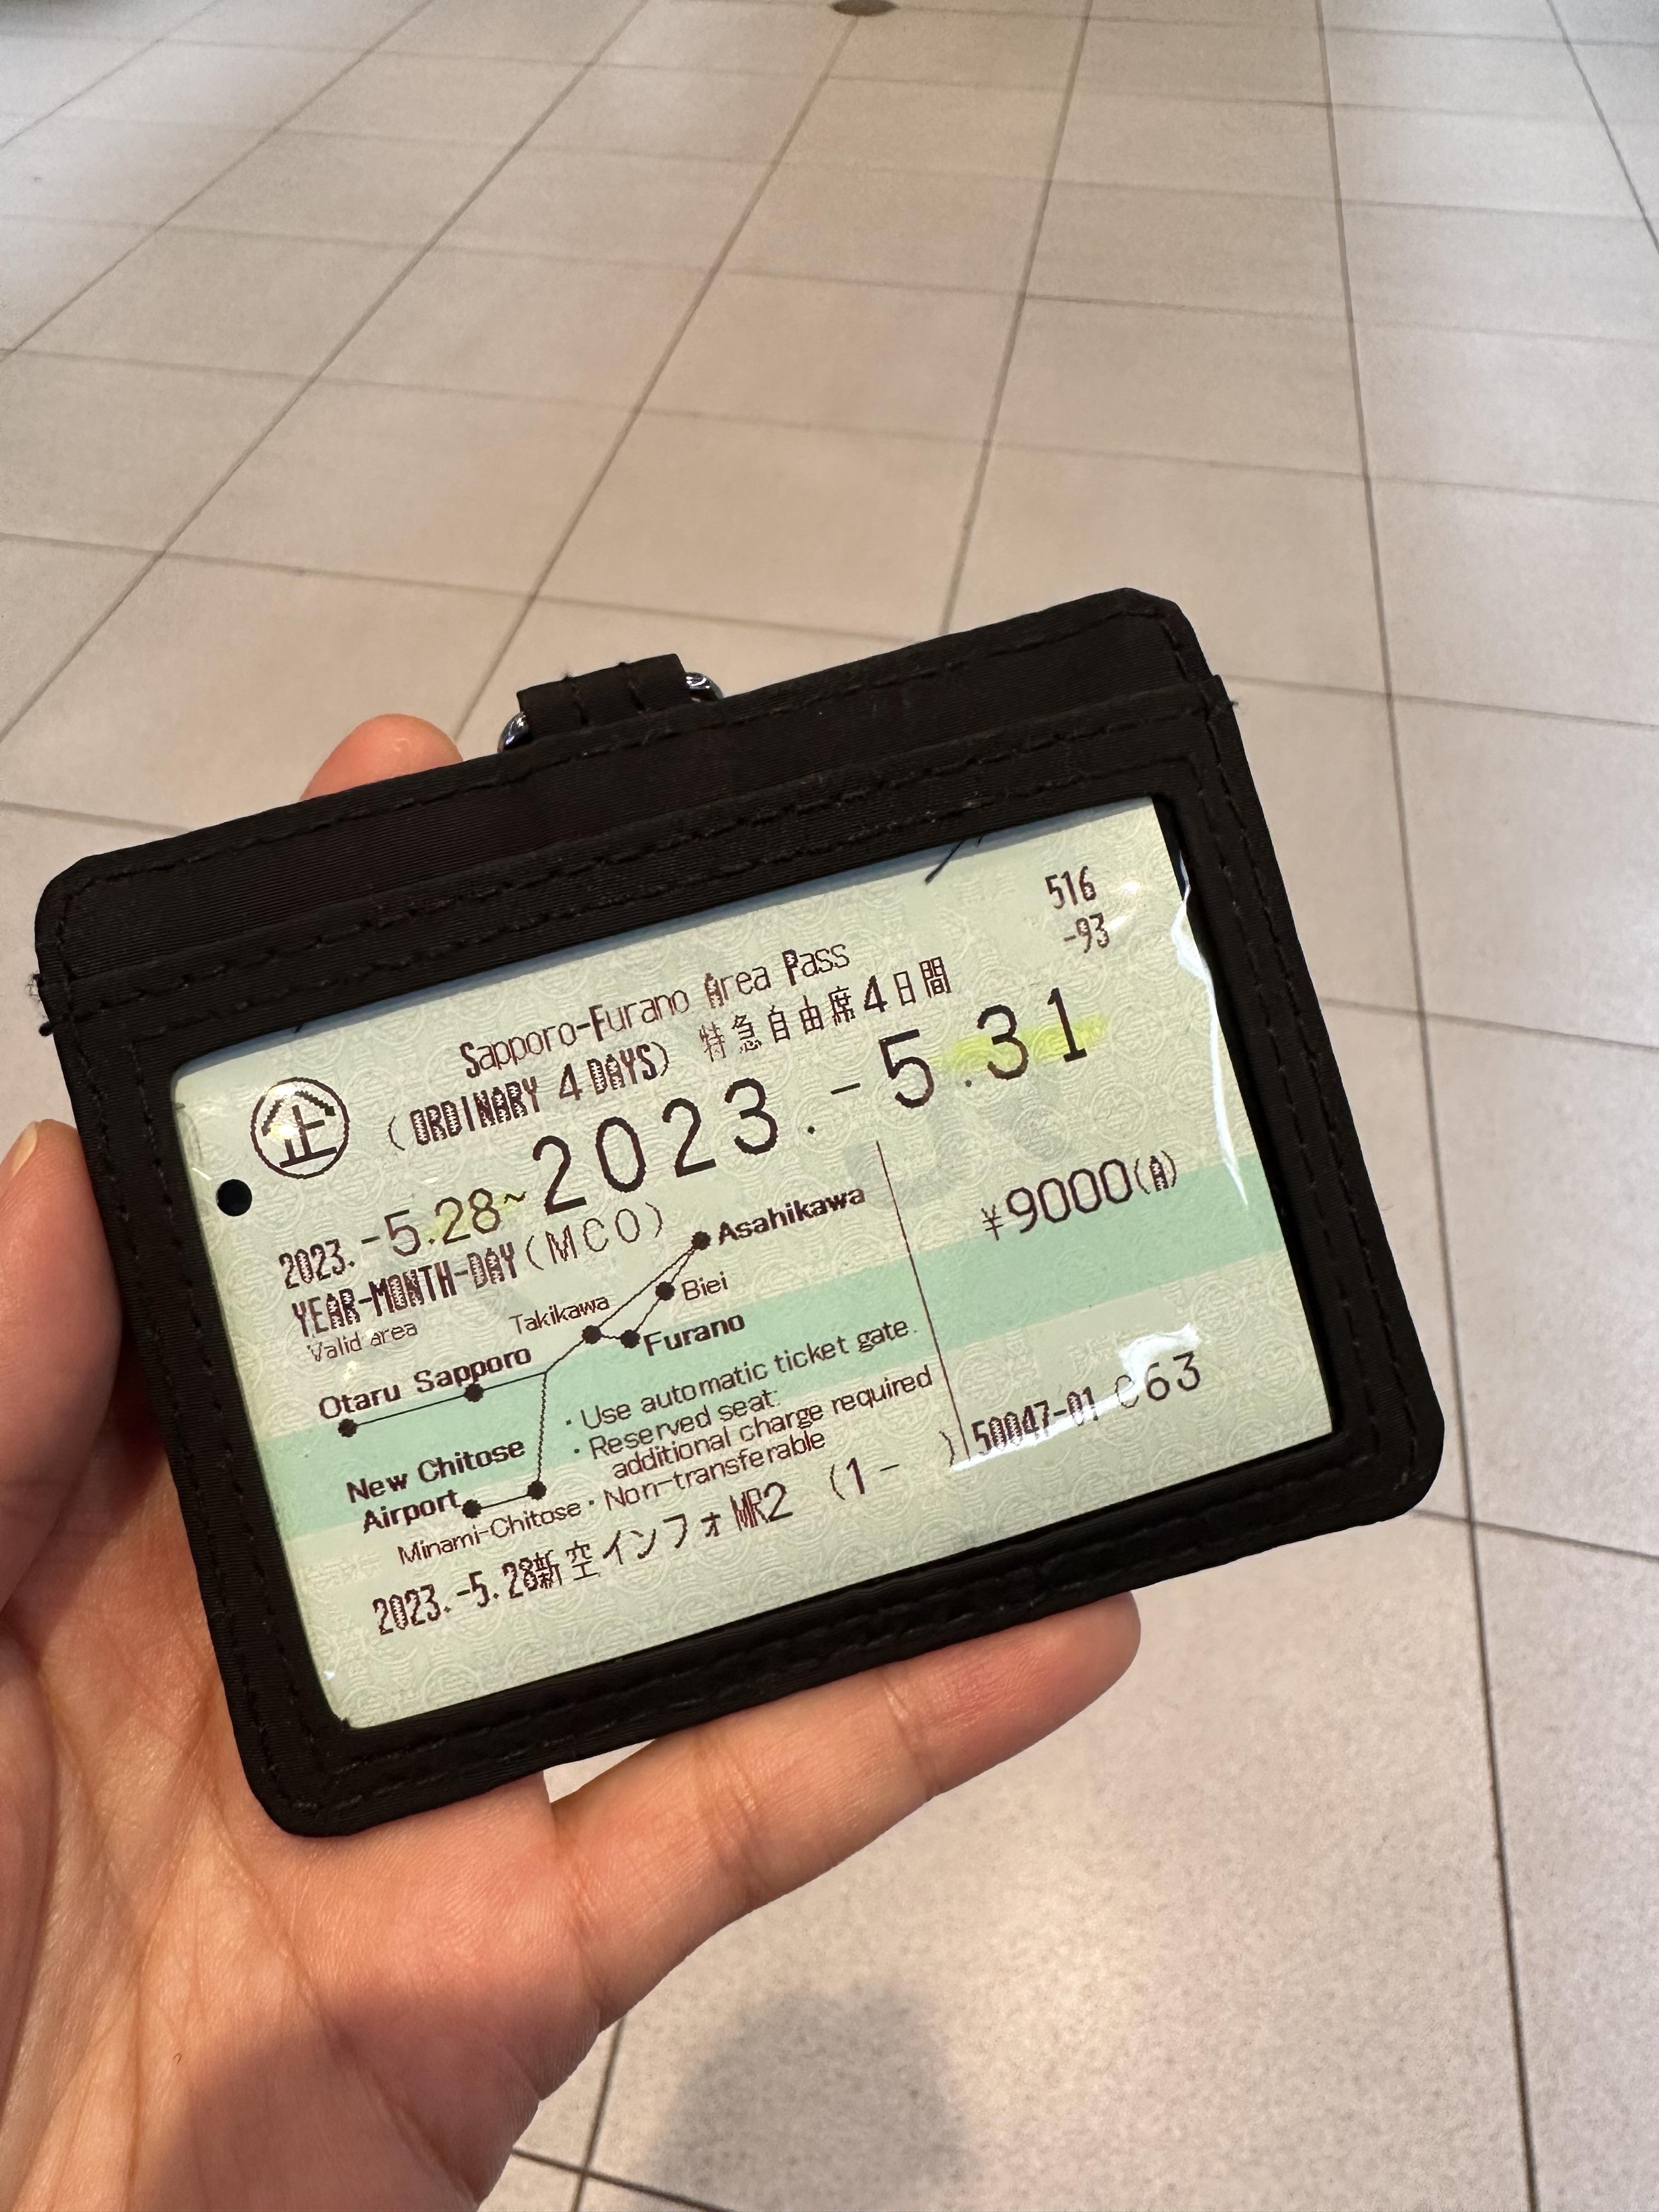 516
-93
Sapporo-Furano Area Pass
企 (ORDINARY 4 DAYS) 特急自由席4日間
2023.-5.28~2023.-5.31
YEAR-MONTH-DAY(MCO)
¥9000(A)
Valid area
Asahikawa
Biei
Takikawa
Furano
Otaru Sapporo
New Chitose
Airport
Minami-Chitose
・Use automatic ticket gate.
・Reserved seat:
additional charge required
・Non-transferable
2023.-5.28新空インフォMR2 (1- )
50047-01 63